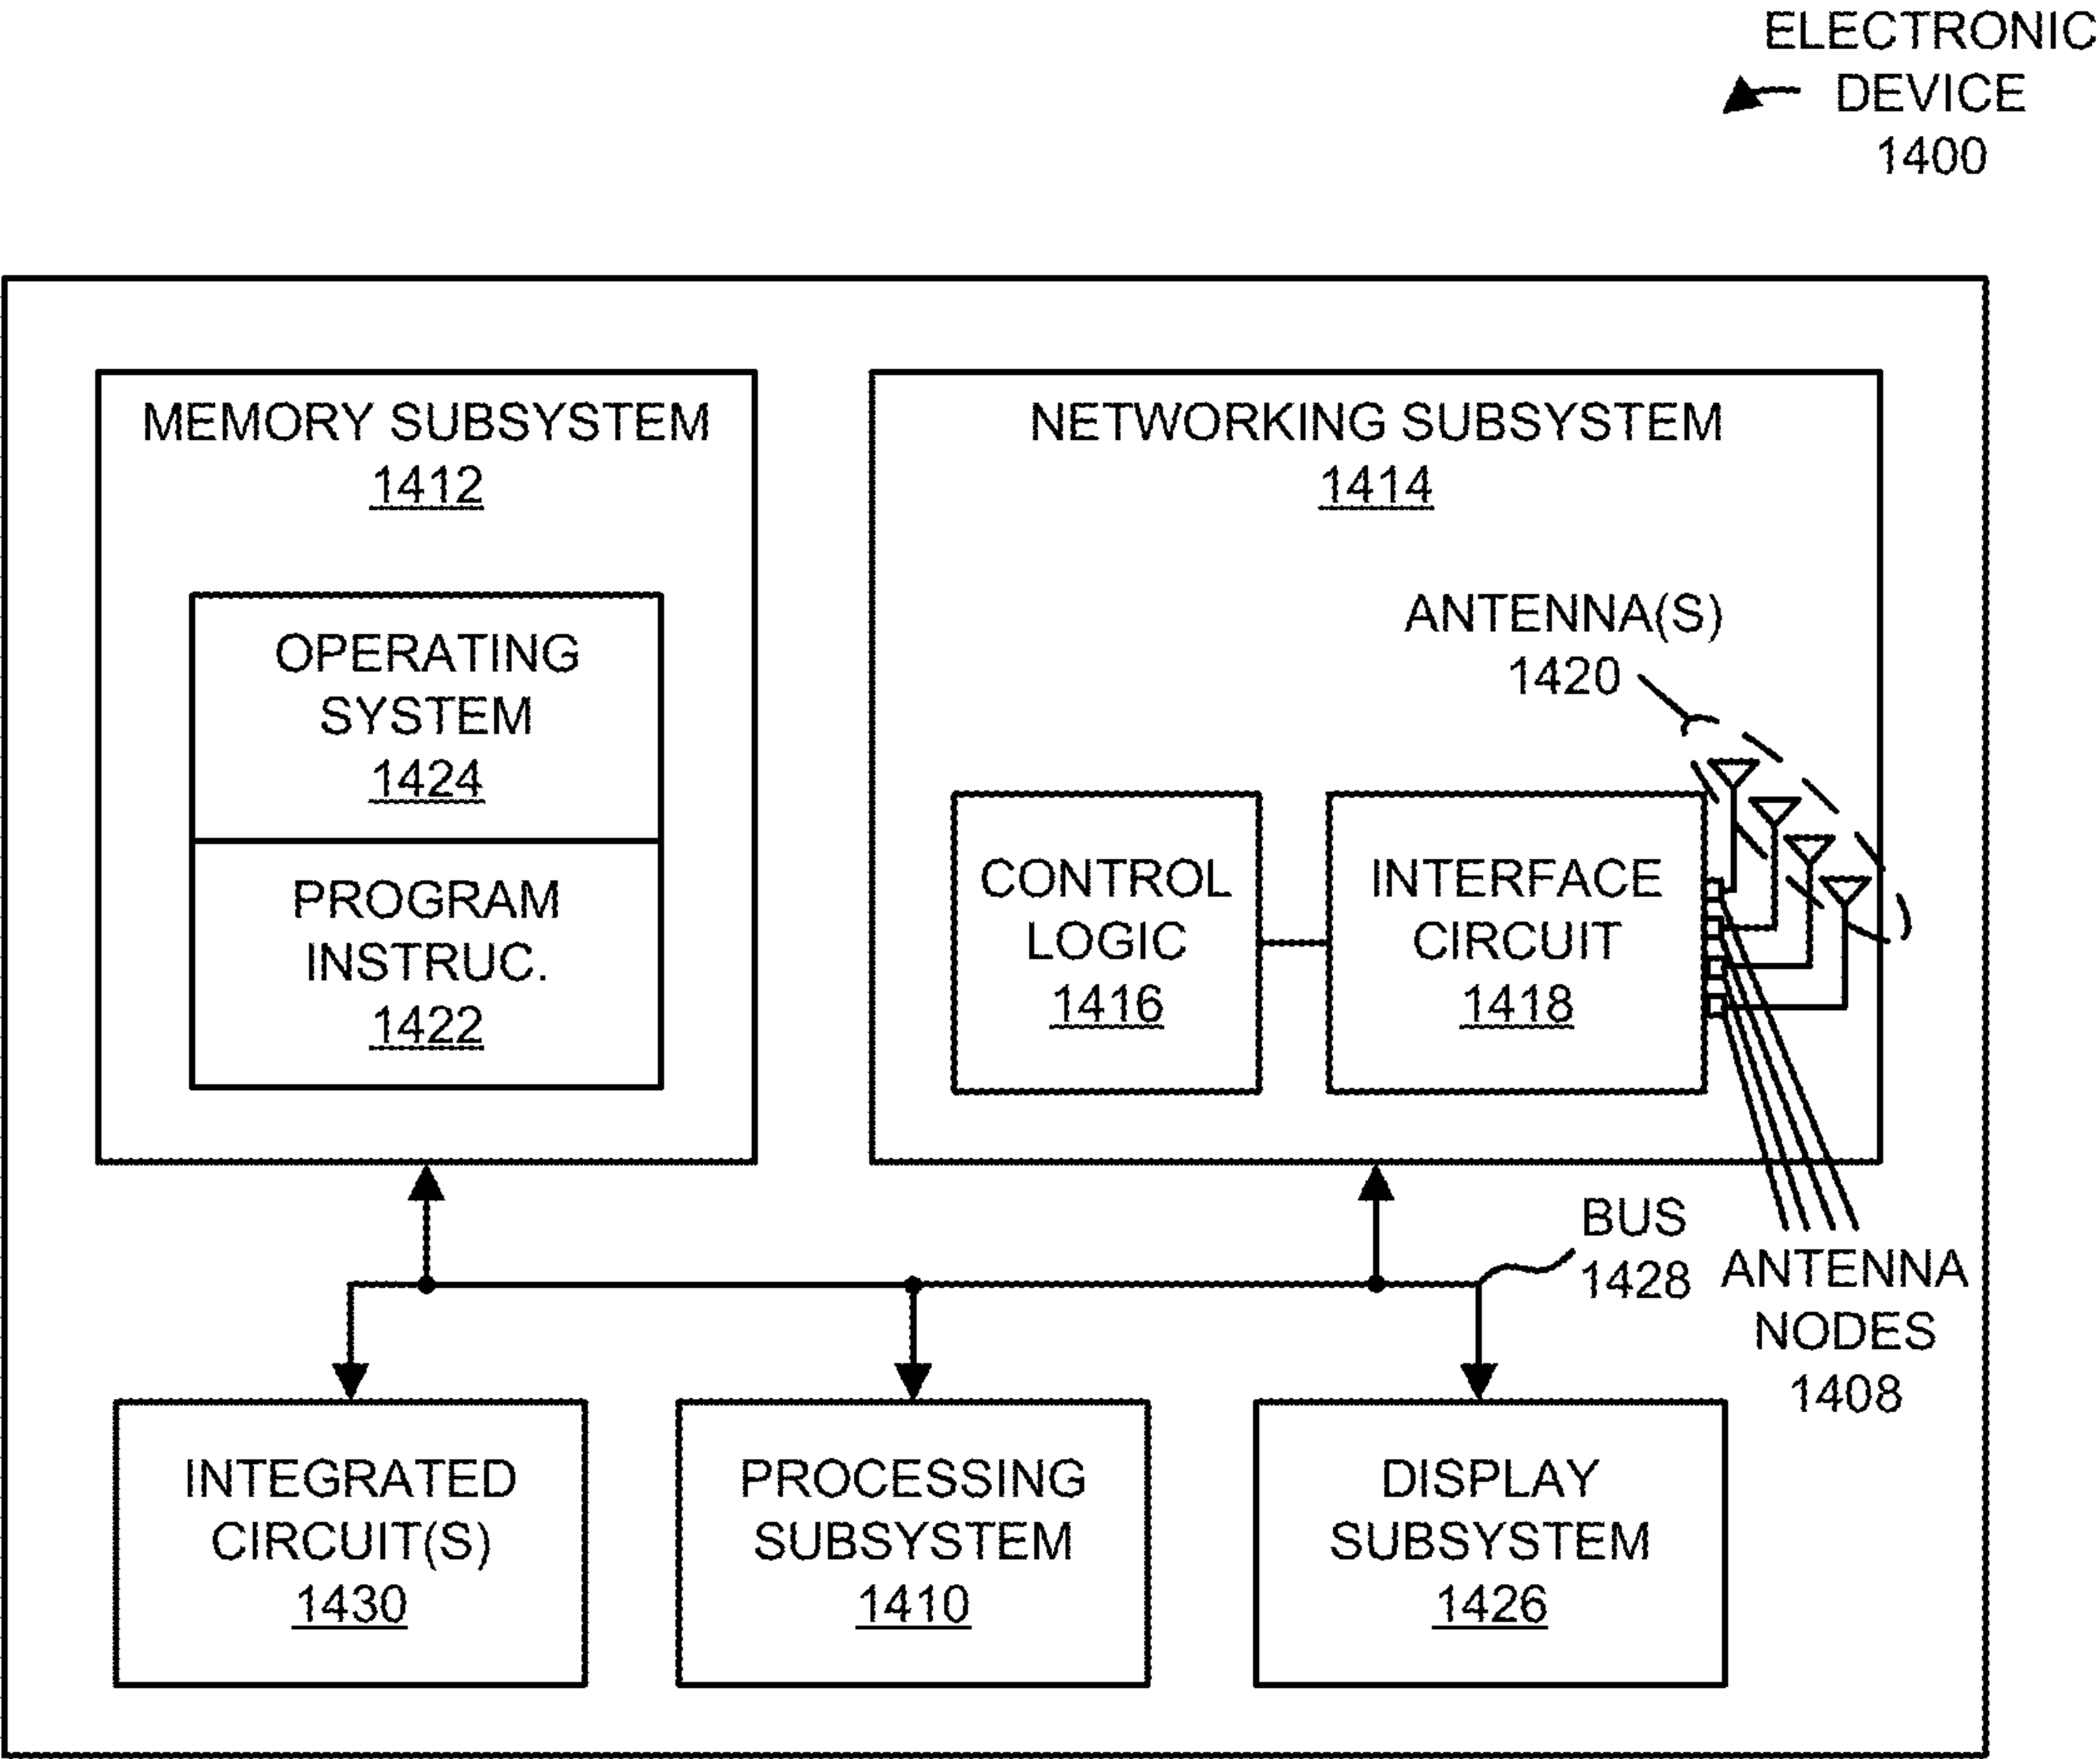 ELECTRONIC
DEVICE
1400
MEMORY SUBSYSTEM
1412
OPERATING
SYSTEM
1424
PROGRAM
INSTRUC.
1422
NETWORKING SUBSYSTEM
1414
ANTENNA(S)
1420
CONTROL
LOGIC
1416
INTERFACE
CIRCUIT
1418
BUS
1428
ANTENNA
NODES
1408
INTEGRATED
CIRCUIT(S)
1430
PROCESSING
SUBSYSTEM
1410
DISPLAY
SUBSYSTEM
1426